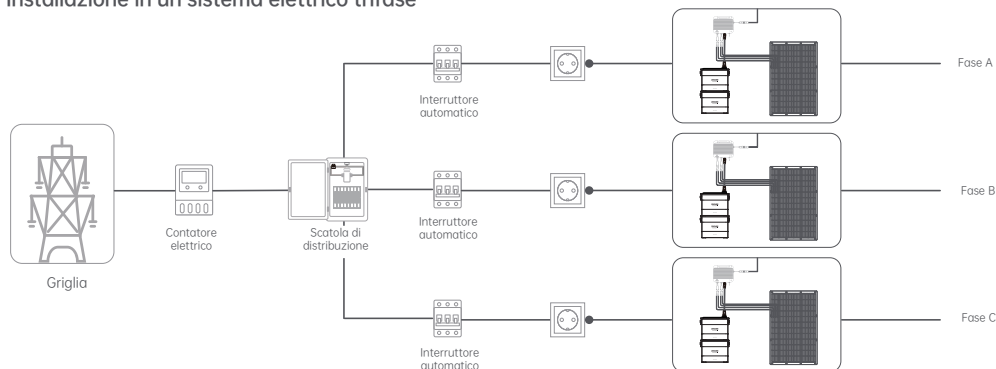 Installazione in un sistema elettrico trifase
Fase A
Interruttore
automatico
Fase B
Contatore
elettrico
Scatola di
distribuzione
Interruttore
automatico
Griglia
Fase C
Interruttore
automatico